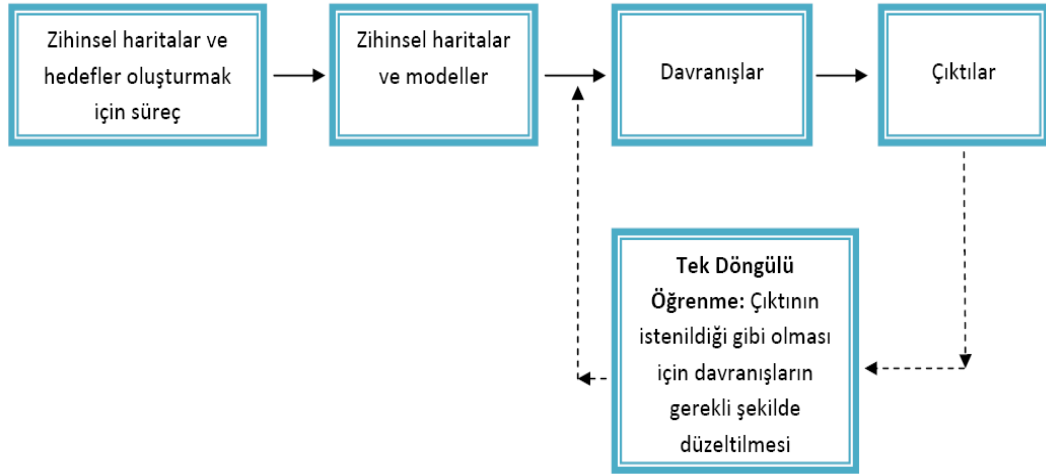 Zihinsel haritalar ve
hedefler oluşturmak
için süreç
Zihinsel haritalar
ve modeller
Davranışlar
Çıktılar
Tek Döngülü
Öğrenme: Çıktının
istenildiği gibi olması
için davranışların
gerekli şekilde
düzeltilmesi